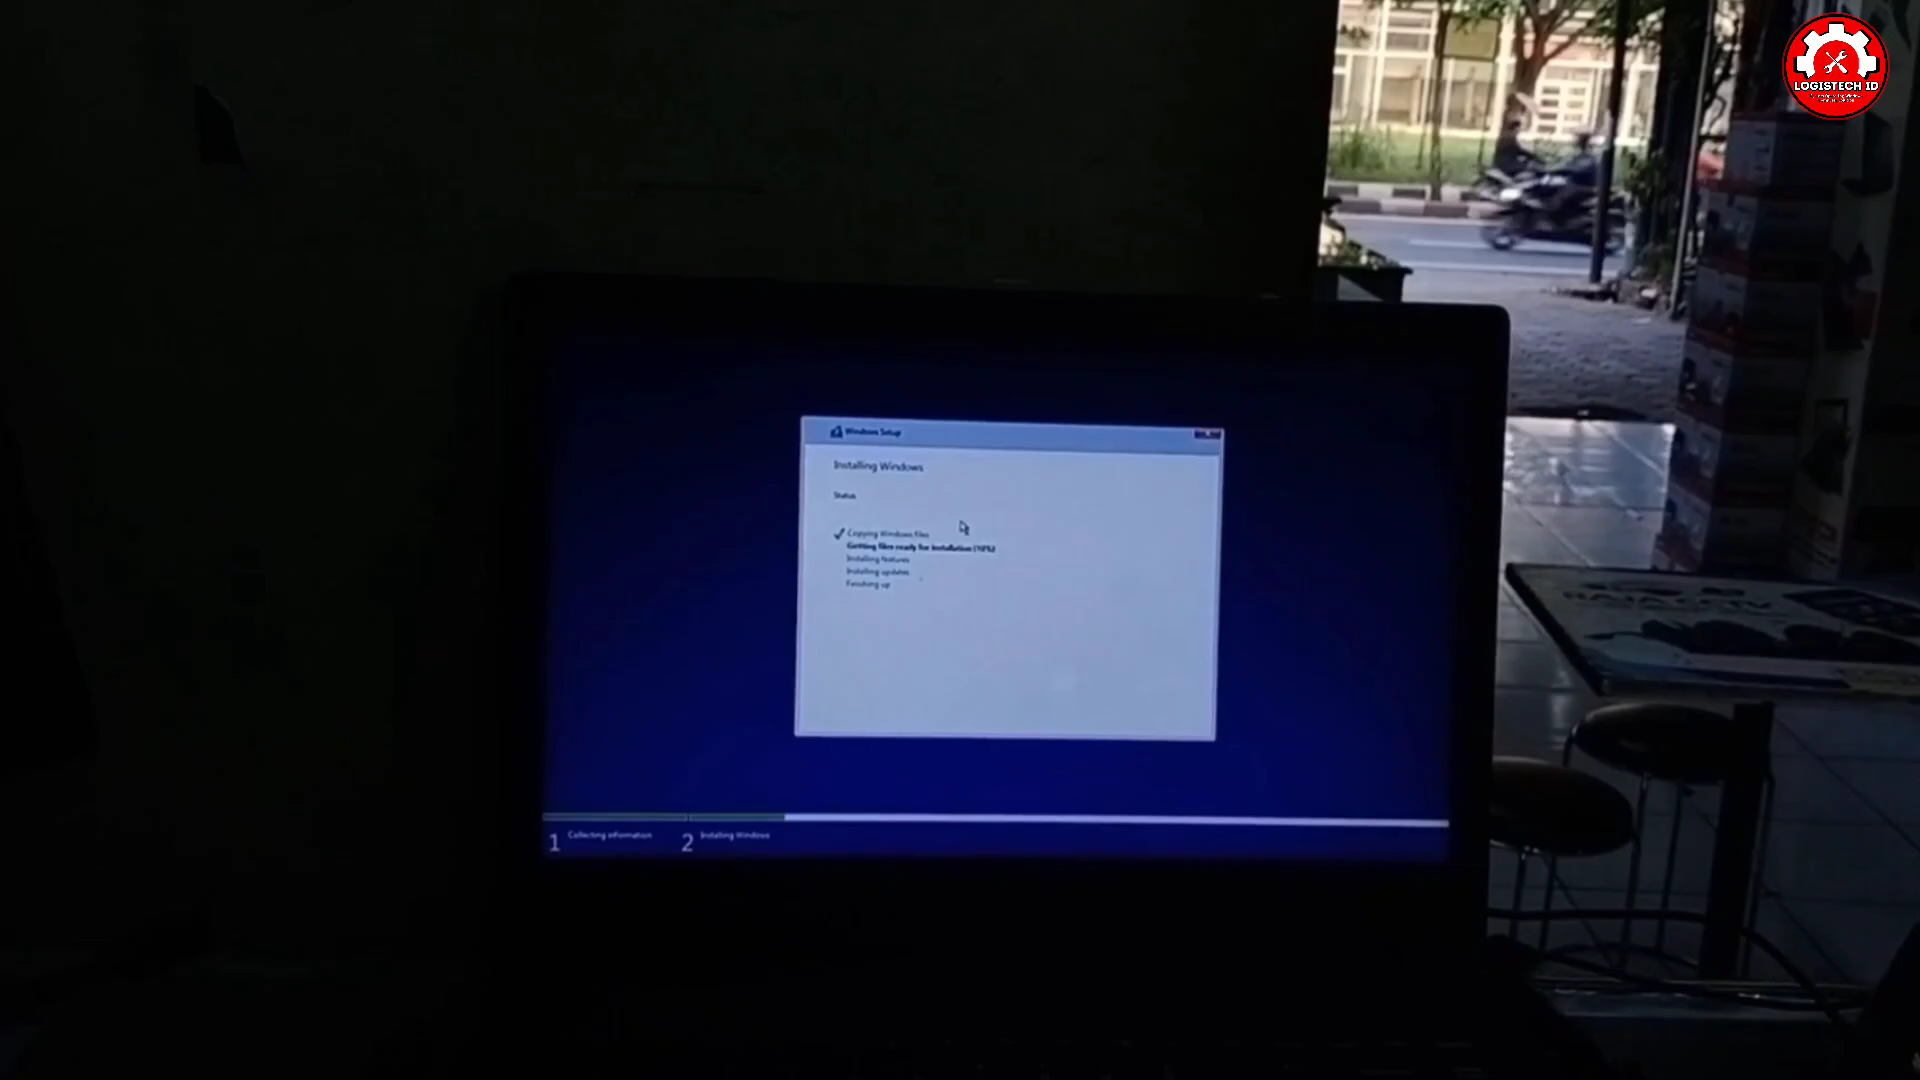 LOGISTECH ID
Windows Setup
Installing Windows
Status
Copying Windows files
Getting files ready for installation
Installing features
Installing updates
Finishing up
1 Collecting information
2 Installing Windows